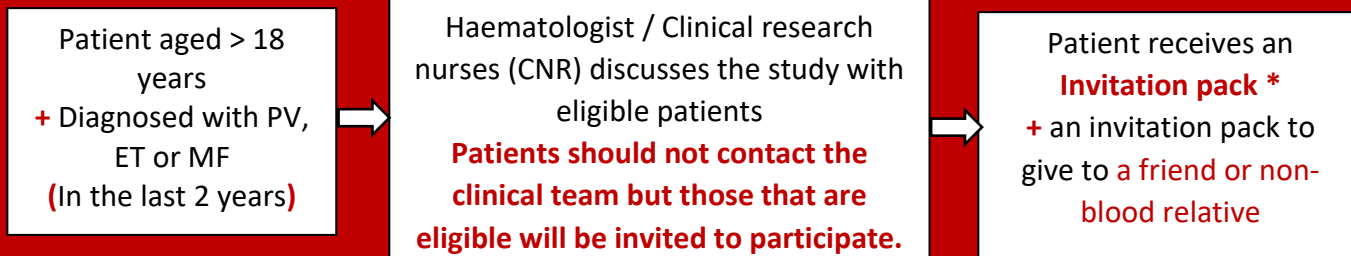 Patient aged > 18
years
+ Diagnosed with PV,
ET or MF
(In the last 2 years)
Haematologist / Clinical research
nurses (CNR) discusses the study with
eligible patients
Patients should not contact the
clinical team but those that are
eligible will be invited to participate.
Patient receives an
Invitation pack *
+ an invitation pack to
give to a friend or non-
blood relative